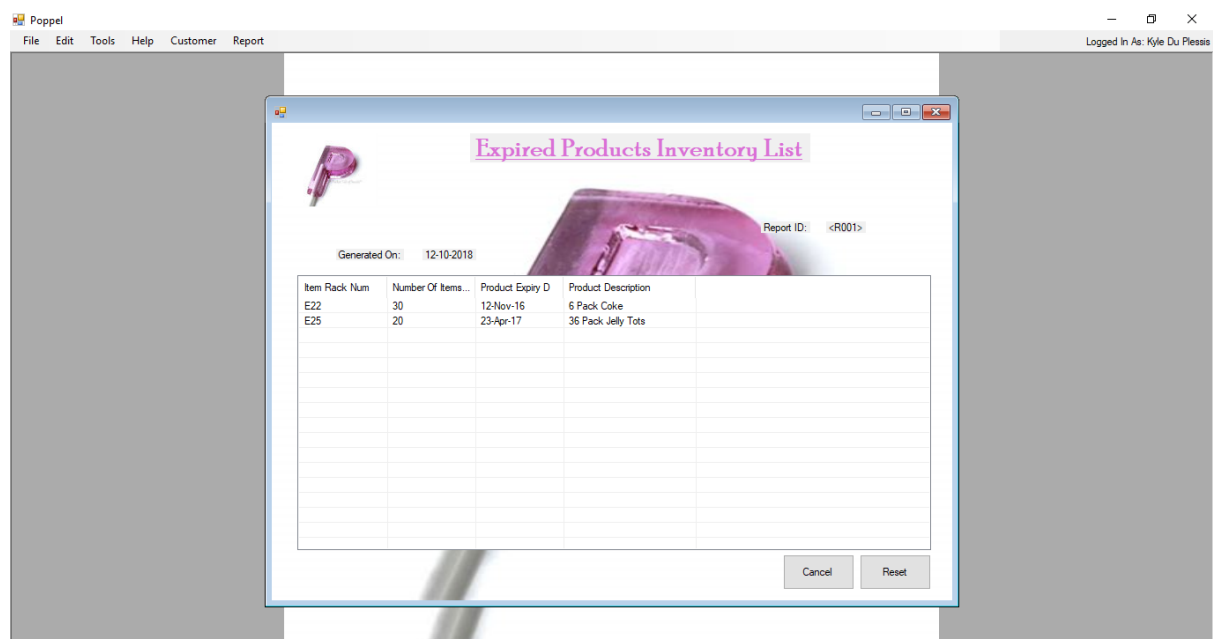 Poppel
File Edit Tools Help Customer Report Logged In As: Kyle Du Plessis
Expired Products Inventory List
Report ID: <R001>
Generated On: 12-10-2018
Item Rack Num Number Of Items... Product Expiry D Product Description
E22 30 12-Nov-16 6 Pack Coke
E25 20 23-Apr-17 36 Pack Jelly Tots
Cancel Reset